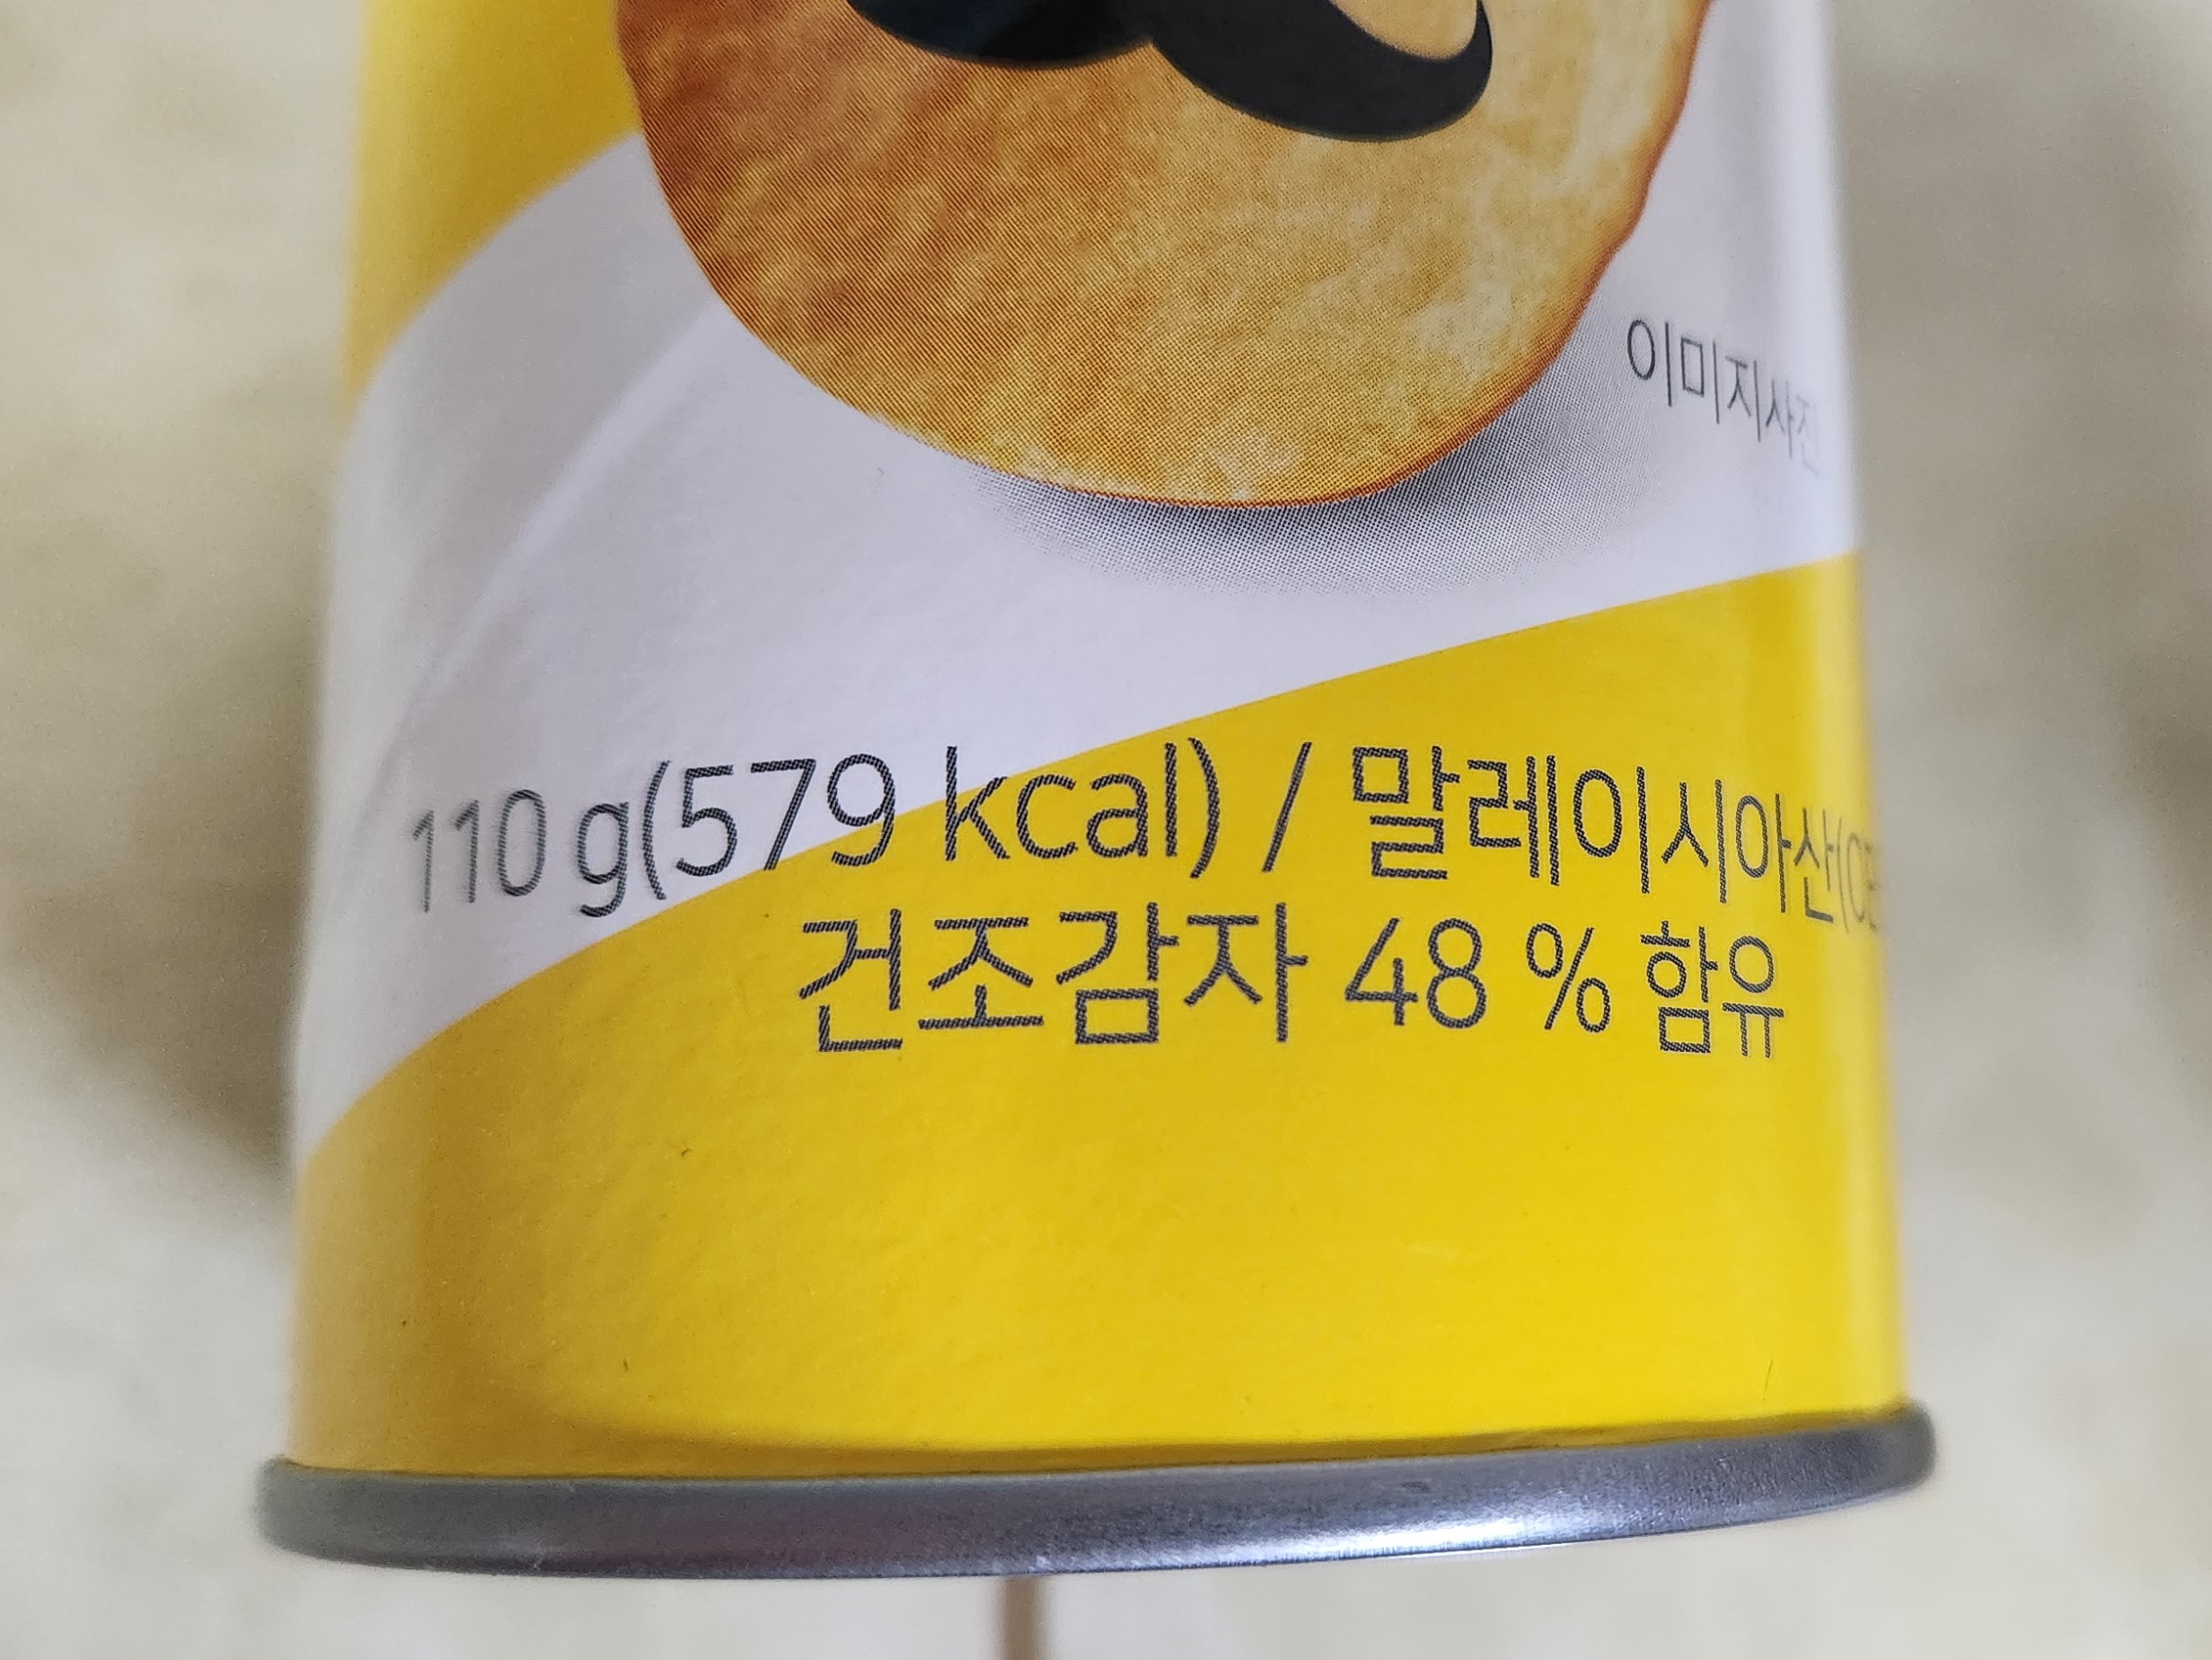 이미지사진
110 g(579 kcal) / 말레이시아산
건조감자 48 % 함유